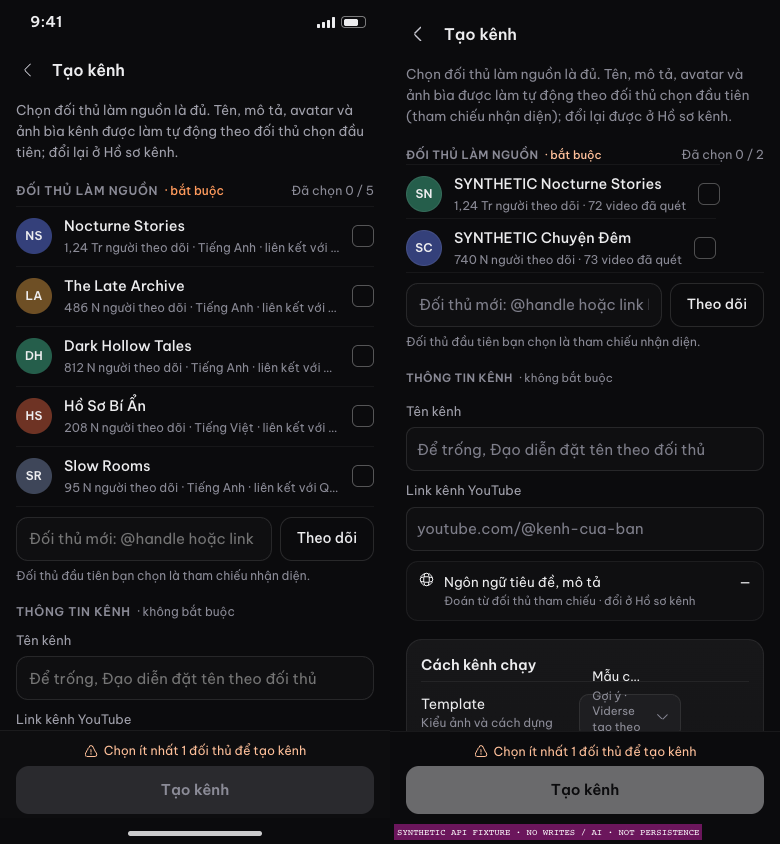 9:41
Tạo kênh
Chọn đối thủ làm nguồn là đủ. Tên, mô tả, avatar và
ảnh bìa kênh được làm tự động theo đối thủ chọn đầu
tiên; đổi lại ở Hồ sơ kênh.
ĐỐI THỦ LÀM NGUỒN · bắt buộc Đã chọn 0 / 5
NS
Nocturne Stories
1,24 Tr người theo dõi · Tiếng Anh · liên kết với ...
LA
The Late Archive
486 N người theo dõi · Tiếng Anh · liên kết với ...
DH
Dark Hollow Tales
812 N người theo dõi · Tiếng Anh · liên kết với ...
HS
Hồ Sơ Bí Ẩn
208 N người theo dõi · Tiếng Việt · liên kết với ...
SR
Slow Rooms
95 N người theo dõi · Tiếng Anh · liên kết với Q...
Đối thủ mới: @handle hoặc link
Theo dõi
Đối thủ đầu tiên bạn chọn là tham chiếu nhận diện.
THÔNG TIN KÊNH · không bắt buộc
Tên kênh
Để trống, Đạo diễn đặt tên theo đối thủ
Link kênh YouTube
Chọn ít nhất 1 đối thủ để tạo kênh
Tạo kênh
Tạo kênh
Chọn đối thủ làm nguồn là đủ. Tên, mô tả, avatar và
ảnh bìa kênh được làm tự động theo đối thủ chọn đầu tiên
(tham chiếu nhận diện); đổi lại được ở Hồ sơ kênh.
ĐỐI THỦ LÀM NGUỒN · bắt buộc Đã chọn 0 / 2
SN
SYNTHETIC Nocturne Stories
1,24 Tr người theo dõi · 72 video đã quét
SC
SYNTHETIC Chuyện Đêm
740 N người theo dõi · 73 video đã quét
Đối thủ mới: @handle hoặc link
Theo dõi
Đối thủ đầu tiên bạn chọn là tham chiếu nhận diện.
THÔNG TIN KÊNH · không bắt buộc
Tên kênh
Để trống, Đạo diễn đặt tên theo đối thủ
Link kênh YouTube
youtube.com/@kenh-cua-ban
Ngôn ngữ tiêu đề, mô tả –
Đoán từ đối thủ tham chiếu · đổi ở Hồ sơ kênh
Cách kênh chạy
Template
Kiểu ảnh và cách dựng
Mẫu c...
Gợi ý ·
Viderse
tạo theo
Chọn ít nhất 1 đối thủ để tạo kênh
Tạo kênh
SYNTHETIC API FIXTURE · NO WRITES / AI · NOT PERSISTENCE